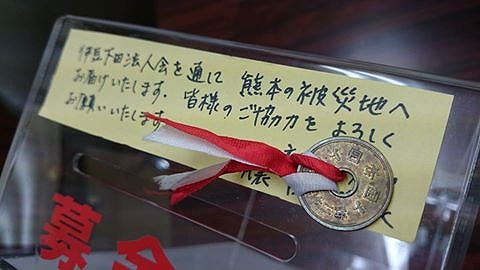 伊豆下田法人会を通じ 熊本の被災地へ
お届けいたします。皆様のご協力をよろしく
お願いいたします
募金